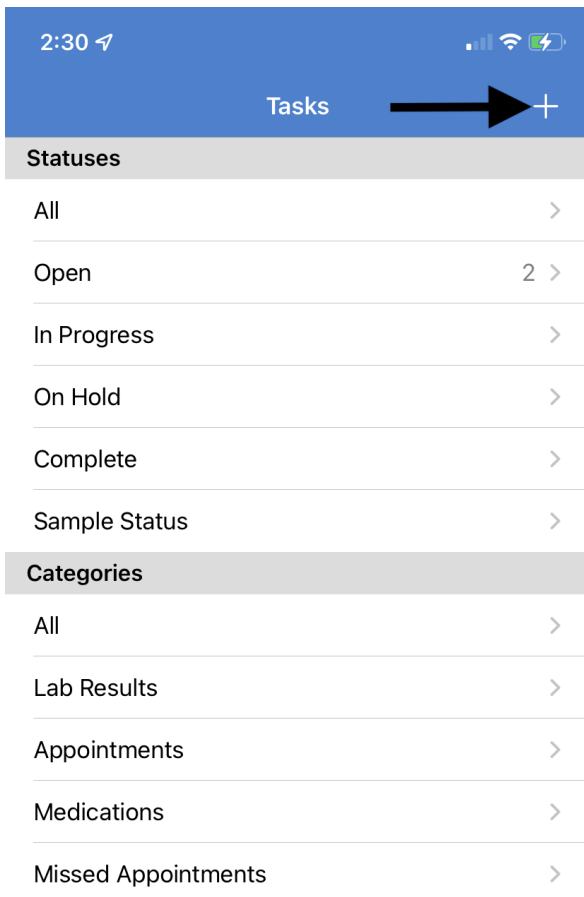 2:30
Tasks
Statuses
All
Open 2
In Progress
On Hold
Complete
Sample Status
Categories
All
Lab Results
Appointments
Medications
Missed Appointments